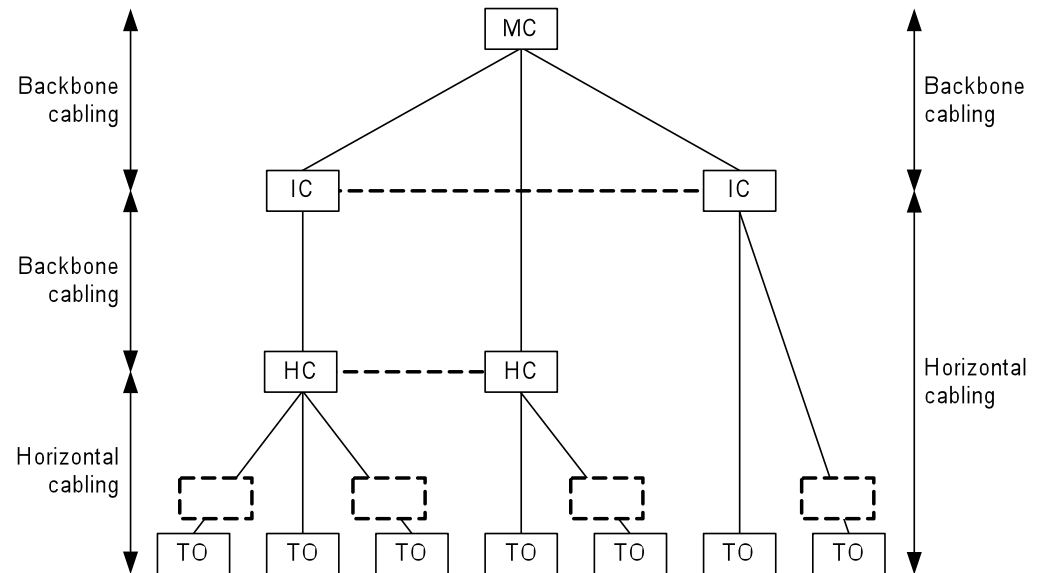 MC
Backbone
cabling
Backbone
cabling
IC
IC
Backbone
cabling
HC
HC
Horizontal
cabling
Horizontal
cabling
TO
TO
TO
TO
TO
TO
TO